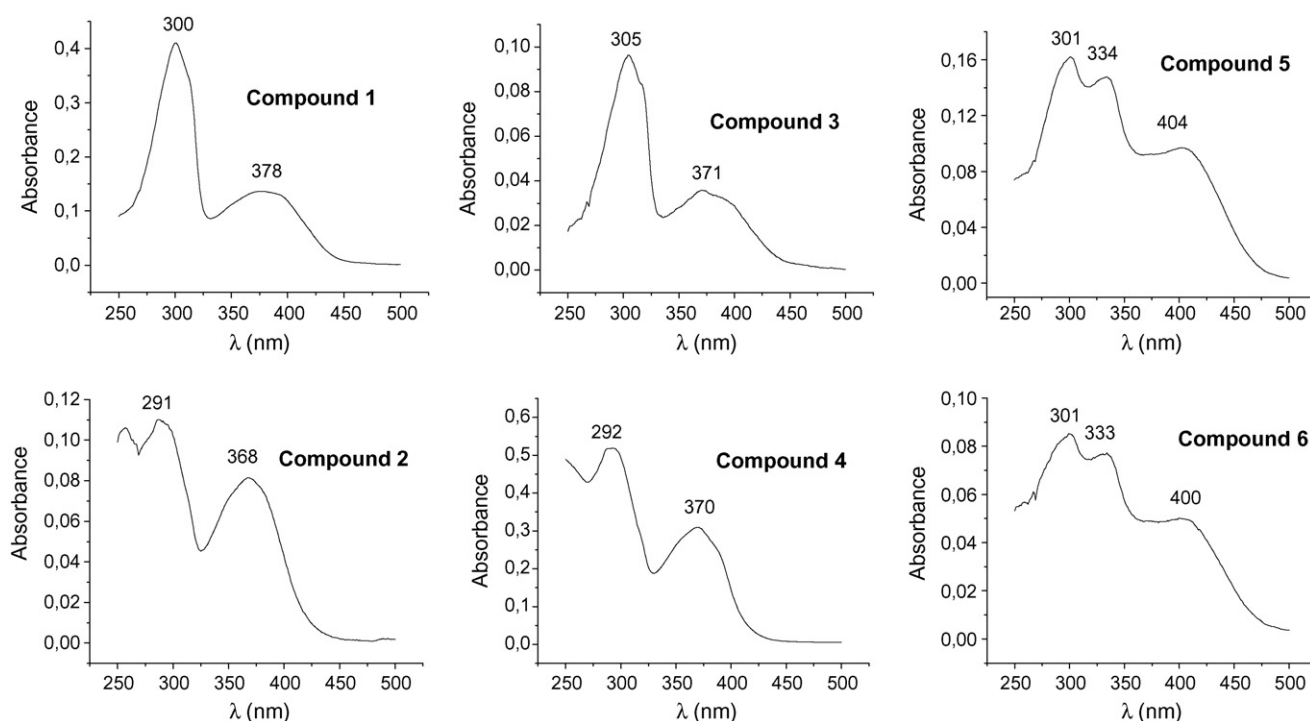 300
0,4
0,3
0,2
0,1
0,0
Absorbance
378
Compound 1
250 300 350 400 450 500
λ (nm)
305
0,10
0,08
0,06
0,04
0,02
0,00
Absorbance
371
Compound 3
250 300 350 400 450 500
λ (nm)
301 334
0,16
0,12
0,08
0,04
0,00
Absorbance
404
Compound 5
250 300 350 400 450 500
λ (nm)
291
0,12
0,10
0,08
0,06
0,04
0,02
0,00
Absorbance
368
Compound 2
250 300 350 400 450 500
λ (nm)
292
0,6
0,5
0,4
0,3
0,2
0,1
0,0
Absorbance
370
Compound 4
250 300 350 400 450 500
λ (nm)
301 333
0,10
0,08
0,06
0,04
0,02
0,00
Absorbance
400
Compound 6
250 300 350 400 450 500
λ (nm)